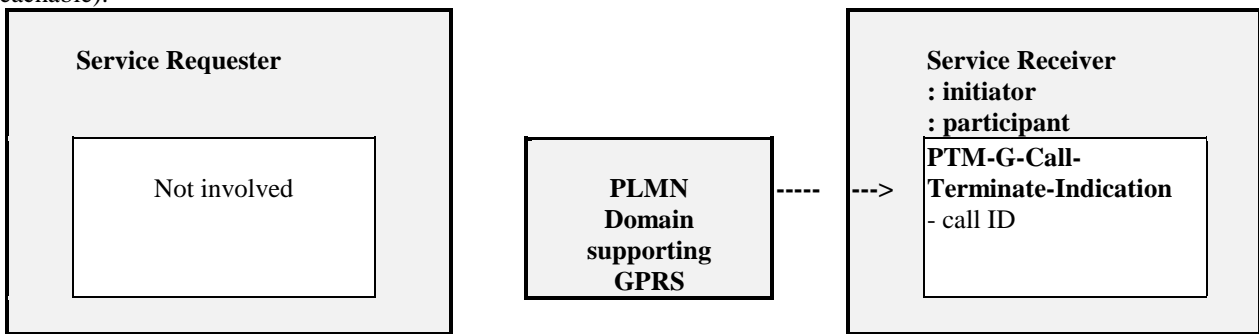 Service Requester
Service Receiver
: initiator
: participant
Not involved
PLMN
Domain
supporting
GPRS
----- --->
PTM-G-Call-
Terminate-Indication
- call ID